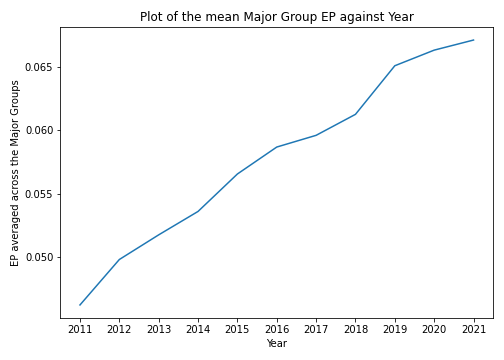 Plot of the mean Major Group EP against Year
EP averaged across the Major Groups
0.065
0.060
0.055
0.050
2011 2012 2013 2014 2015 2016 2017 2018 2019 2020 2021
Year